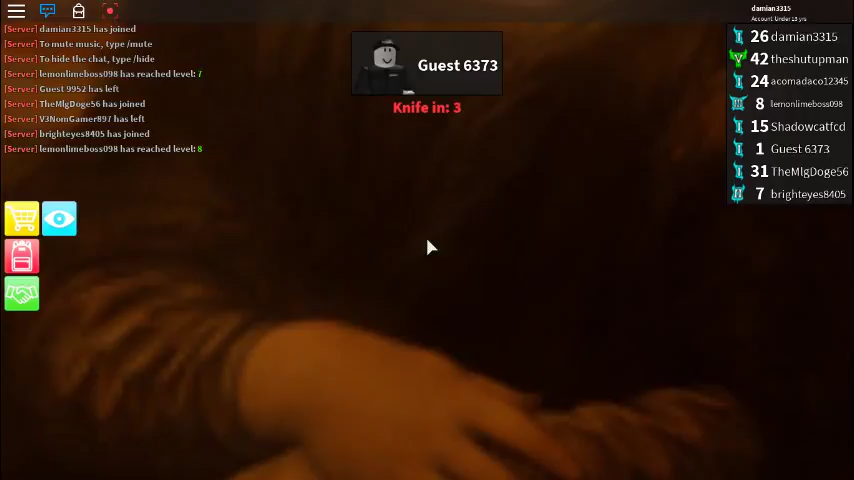 damian3315
Account: Under 13 yrs
[Server] damian3315 has joined
[Server] To mute music, type /mute
[Server] To hide the chat, type /hide
[Server] lemonlimeboss098 has reached level: 7
[Server] Guest 9952 has left
[Server] TheMlgDoge56 has joined
[Server] V3NomGamer897 has left
[Server] brighteyes8405 has joined
[Server] lemonlimeboss098 has reached level: 8
Guest 6373
Knife in: 3
26 damian3315
42 theshutupman
24 acomadaco12345
8 lemonlimeboss098
15 Shadowcatfcd
1 Guest 6373
31 TheMlgDoge56
7 brighteyes8405